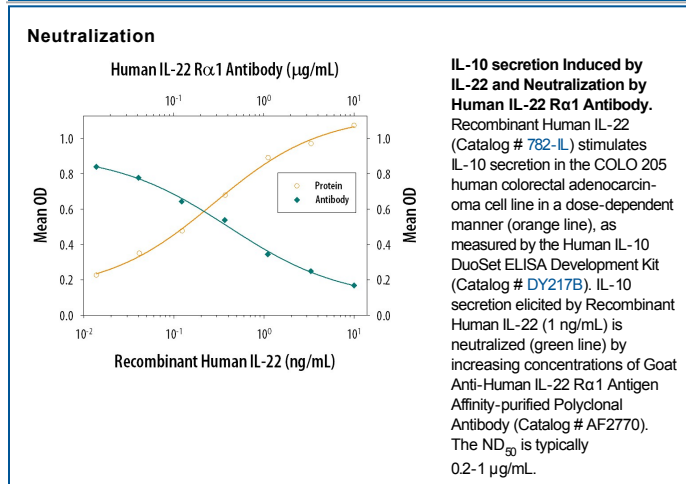 Neutralization
Human IL-22 Rα1 Antibody (µg/mL)
10⁻¹ 10⁰ 10¹
1.0 1.0
0.8 0.8
0.6 0.6
0.4 0.4
0.2 0.2
0.0 0.0
Mean OD
Mean OD
Protein
Antibody
10⁻² 10⁻¹ 10⁰ 10¹
Recombinant Human IL-22 (ng/mL)
IL-10 secretion Induced by
IL-22 and Neutralization by
Human IL-22 Rα1 Antibody.
Recombinant Human IL-22
(Catalog # 782-IL) stimulates
IL-10 secretion in the COLO 205
human colorectal adenocarcin-
oma cell line in a dose-dependent
manner (orange line), as
measured by the Human IL-10
DuoSet ELISA Development Kit
(Catalog # DY217B). IL-10
secretion elicited by Recombinant
Human IL-22 (1 ng/mL) is
neutralized (green line) by
increasing concentrations of Goat
Anti-Human IL-22 Rα1 Antigen
Affinity-purified Polyclonal
Antibody (Catalog # AF2770).
The ND₅₀ is typically
0.2-1 µg/mL.